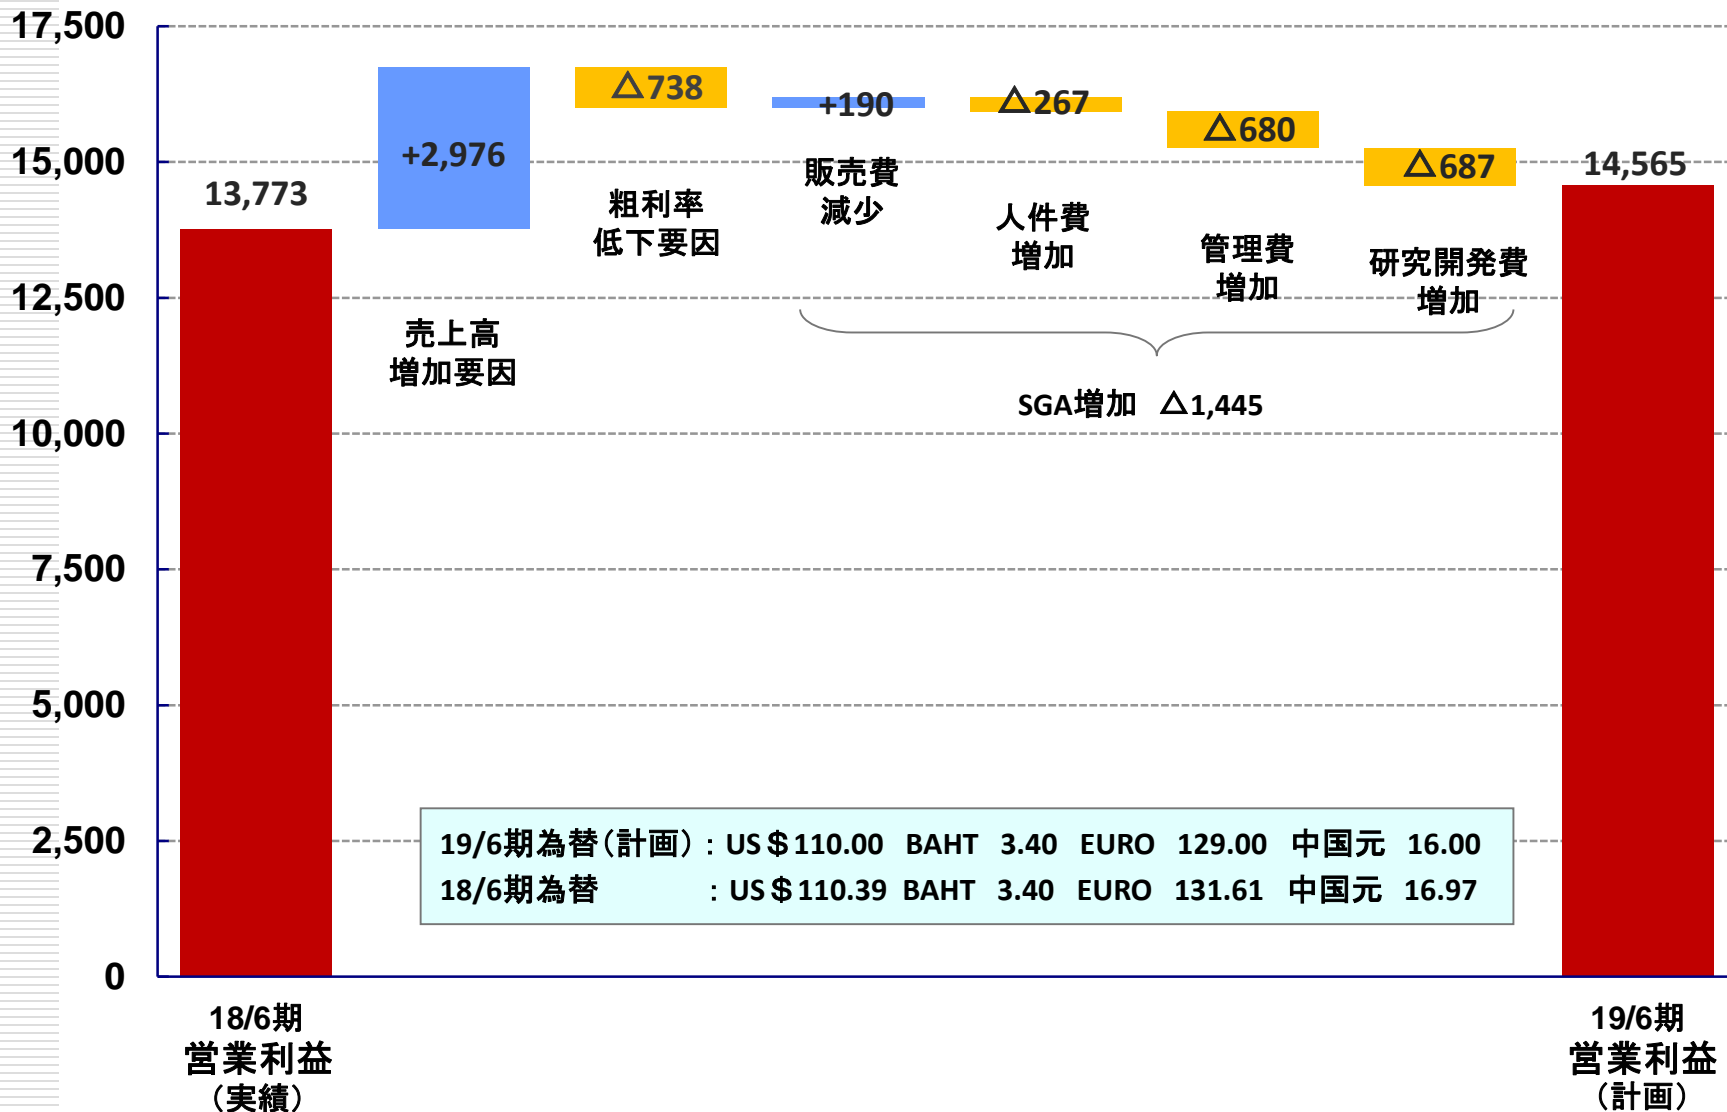 17,500
15,000
12,500
10,000
7,500
5,000
2,500
0
13,773
+2,976
△738
+190
△267
△680
△687
14,565
売上高
増加要因
粗利率
低下要因
販売費
減少
人件費
増加
管理費
増加
研究開発費
増加
SGA増加 △1,445
19/6期為替(計画) : US＄110.00 BAHT 3.40 EURO 129.00 中国元 16.00
18/6期為替 : US＄110.39 BAHT 3.40 EURO 131.61 中国元 16.97
18/6期
営業利益
(実績)
19/6期
営業利益
(計画)